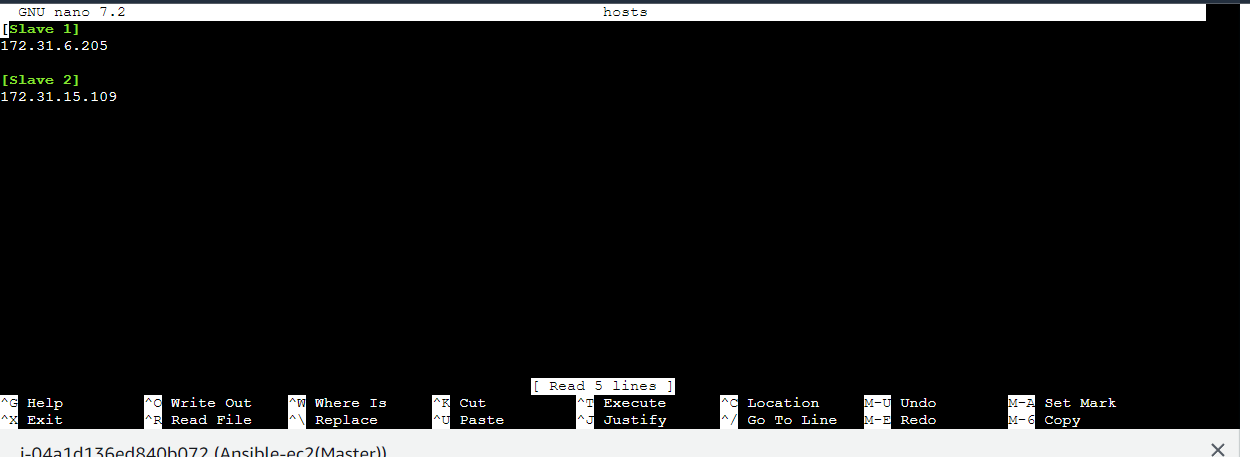 GNU nano 7.2 hosts
[Slave 1]
172.31.6.205
[Slave 2]
172.31.15.109
[ Read 5 lines ]
^G Help ^O Write Out ^W Where Is ^K Cut ^T Execute ^C Location M-U Undo M-A Set Mark
^X Exit ^R Read File ^\ Replace ^U Paste ^J Justify ^/ Go To Line M-E Redo M-6 Copy
i-04a1d136ed840b072 (Ansible-ec2(Master))